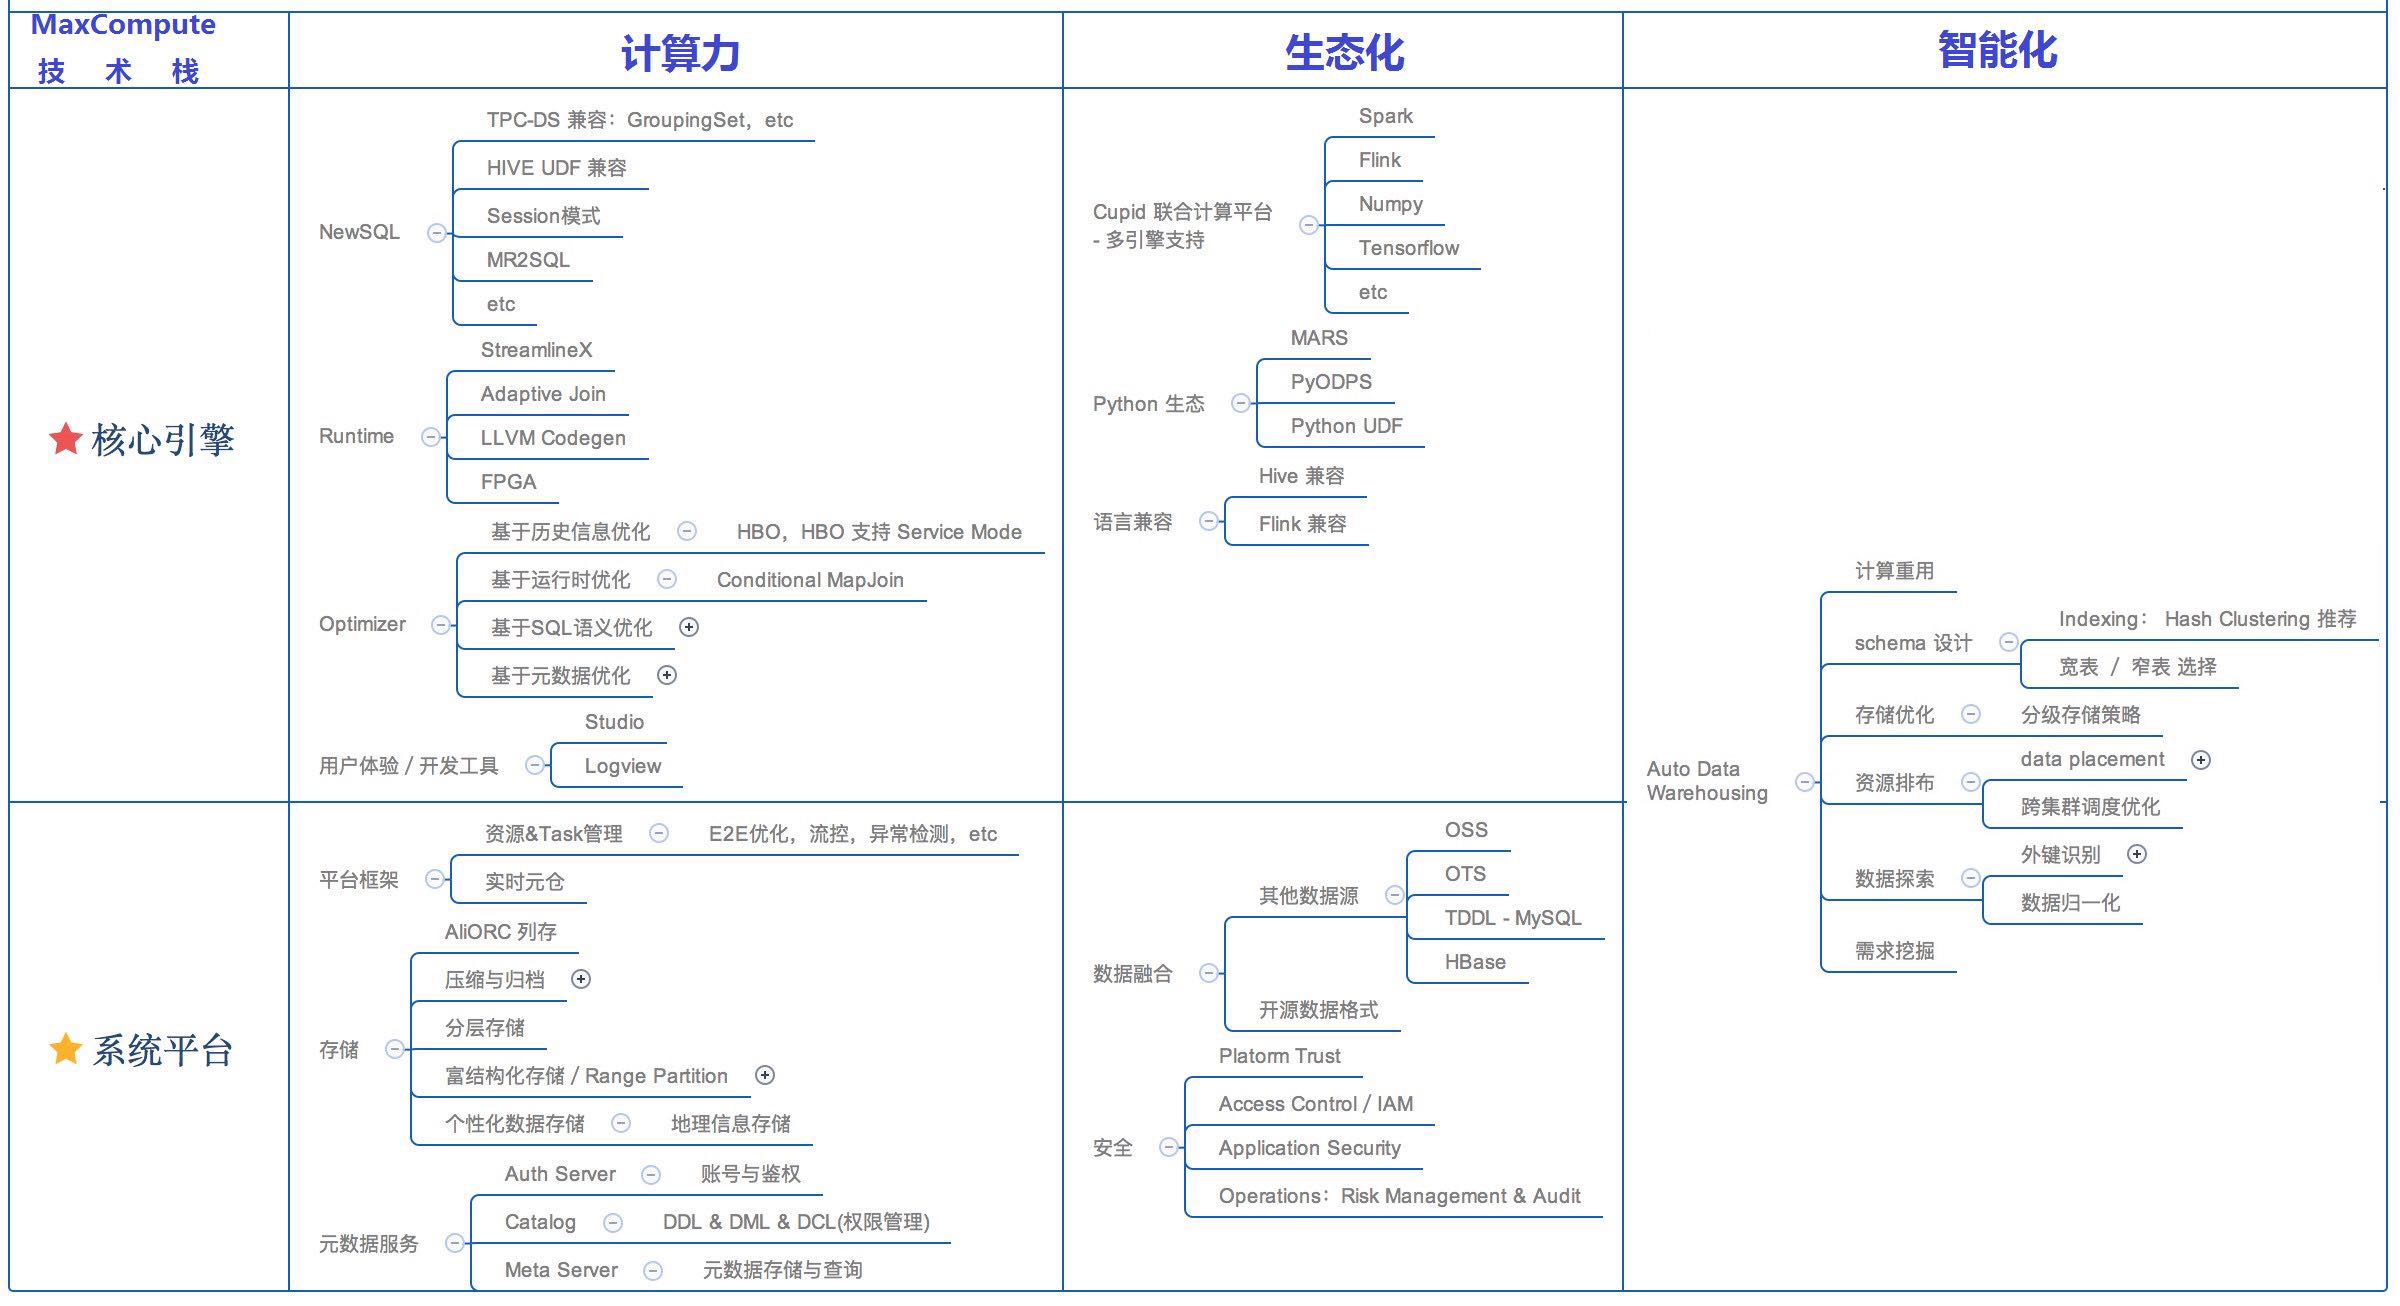 MaxCompute
技 术 栈
计算力
生态化
智能化
核心引擎
NewSQL
TPC-DS 兼容：GroupingSet，etc
HIVE UDF 兼容
Session模式
MR2SQL
etc
Runtime
StreamlineX
Adaptive Join
LLVM Codegen
FPGA
Optimizer
基于历史信息优化
HBO，HBO 支持 Service Mode
基于运行时优化
Conditional MapJoin
基于SQL语义优化
基于元数据优化
用户体验 / 开发工具
Studio
Logview
Cupid 联合计算平台
- 多引擎支持
Spark
Flink
Numpy
Tensorflow
etc
Python 生态
MARS
PyODPS
Python UDF
语言兼容
Hive 兼容
Flink 兼容
Auto Data
Warehousing
计算重用
schema 设计
Indexing： Hash Clustering 推荐
宽表 / 窄表 选择
存储优化
分级存储策略
资源排布
data placement
跨集群调度优化
数据探索
外键识别
数据归一化
需求挖掘
系统平台
平台框架
资源&Task管理
E2E优化，流控，异常检测，etc
实时元仓
存储
AliORC 列存
压缩与归档
分层存储
富结构化存储 / Range Partition
个性化数据存储
地理信息存储
元数据服务
Auth Server
账号与鉴权
Catalog
DDL & DML & DCL(权限管理)
Meta Server
元数据存储与查询
数据融合
其他数据源
OSS
OTS
TDDL - MySQL
HBase
开源数据格式
安全
Platorm Trust
Access Control / IAM
Application Security
Operations：Risk Management & Audit